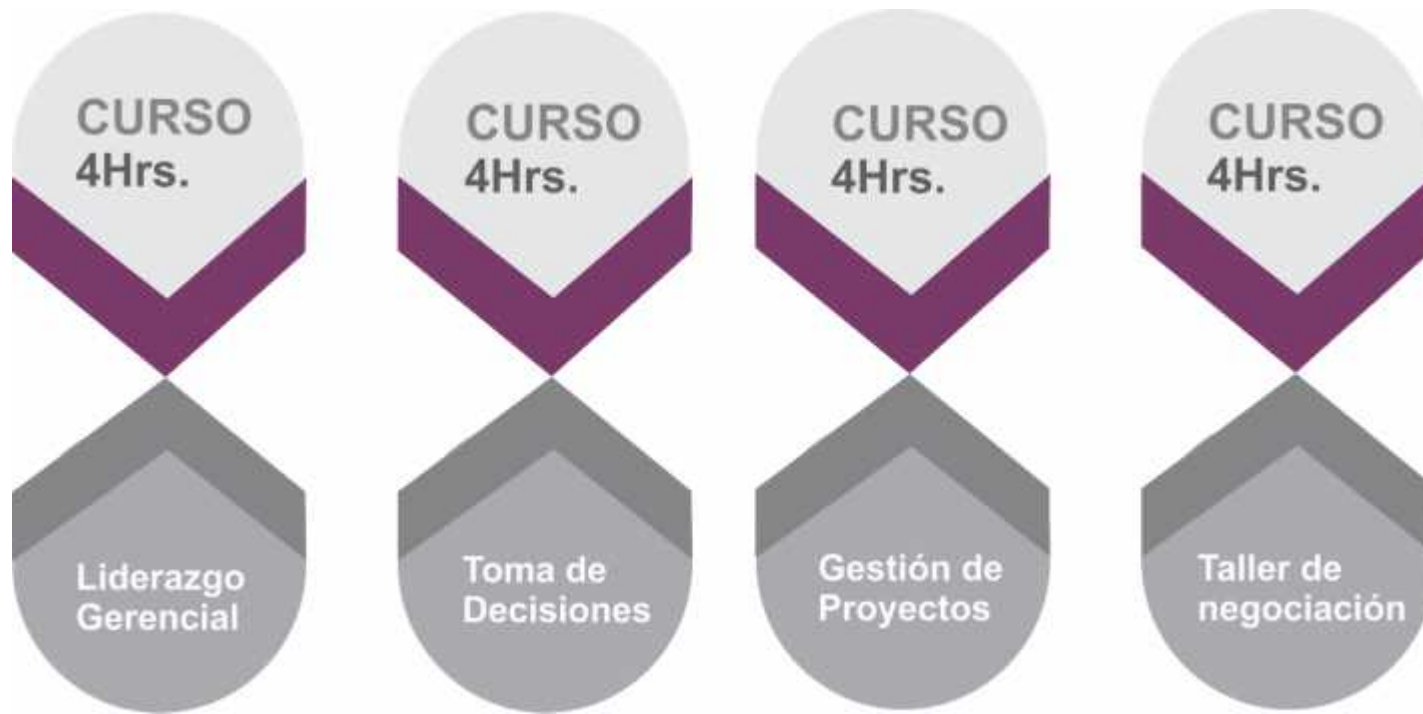 CURSO
4Hrs.
Liderazgo
Gerencial
CURSO
4Hrs.
Toma de
Decisiones
CURSO
4Hrs.
Gestión de
Proyectos
CURSO
4Hrs.
Taller de
negociación